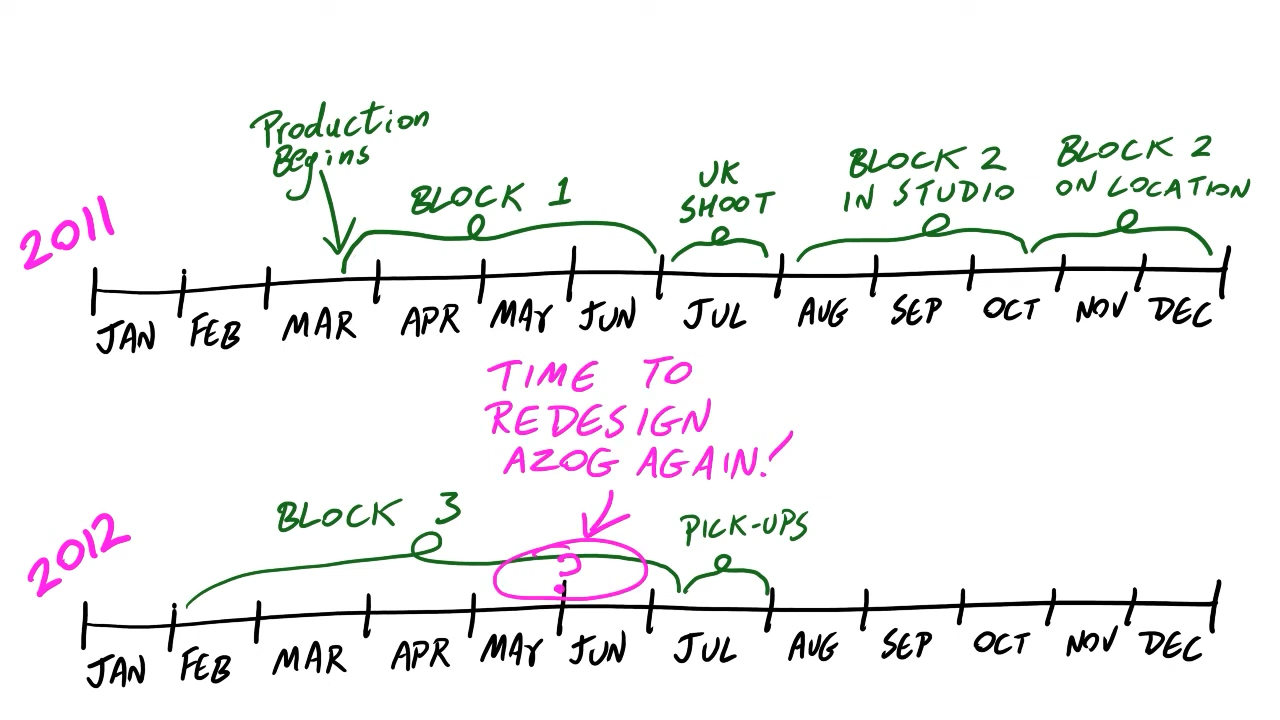 Production
Begins
BLOCK 1
UK
SHOOT
BLOCK 2
IN STUDIO
BLOCK 2
ON LOCATION
2011
JAN FEB MAR APR MAY JUN JUL AUG SEP OCT NOV DEC
TIME TO
REDESIGN
AZOG AGAIN!
BLOCK 3
?
PICK-UPS
2012
JAN FEB MAR APR MAY JUN JUL AUG SEP OCT NOV DEC